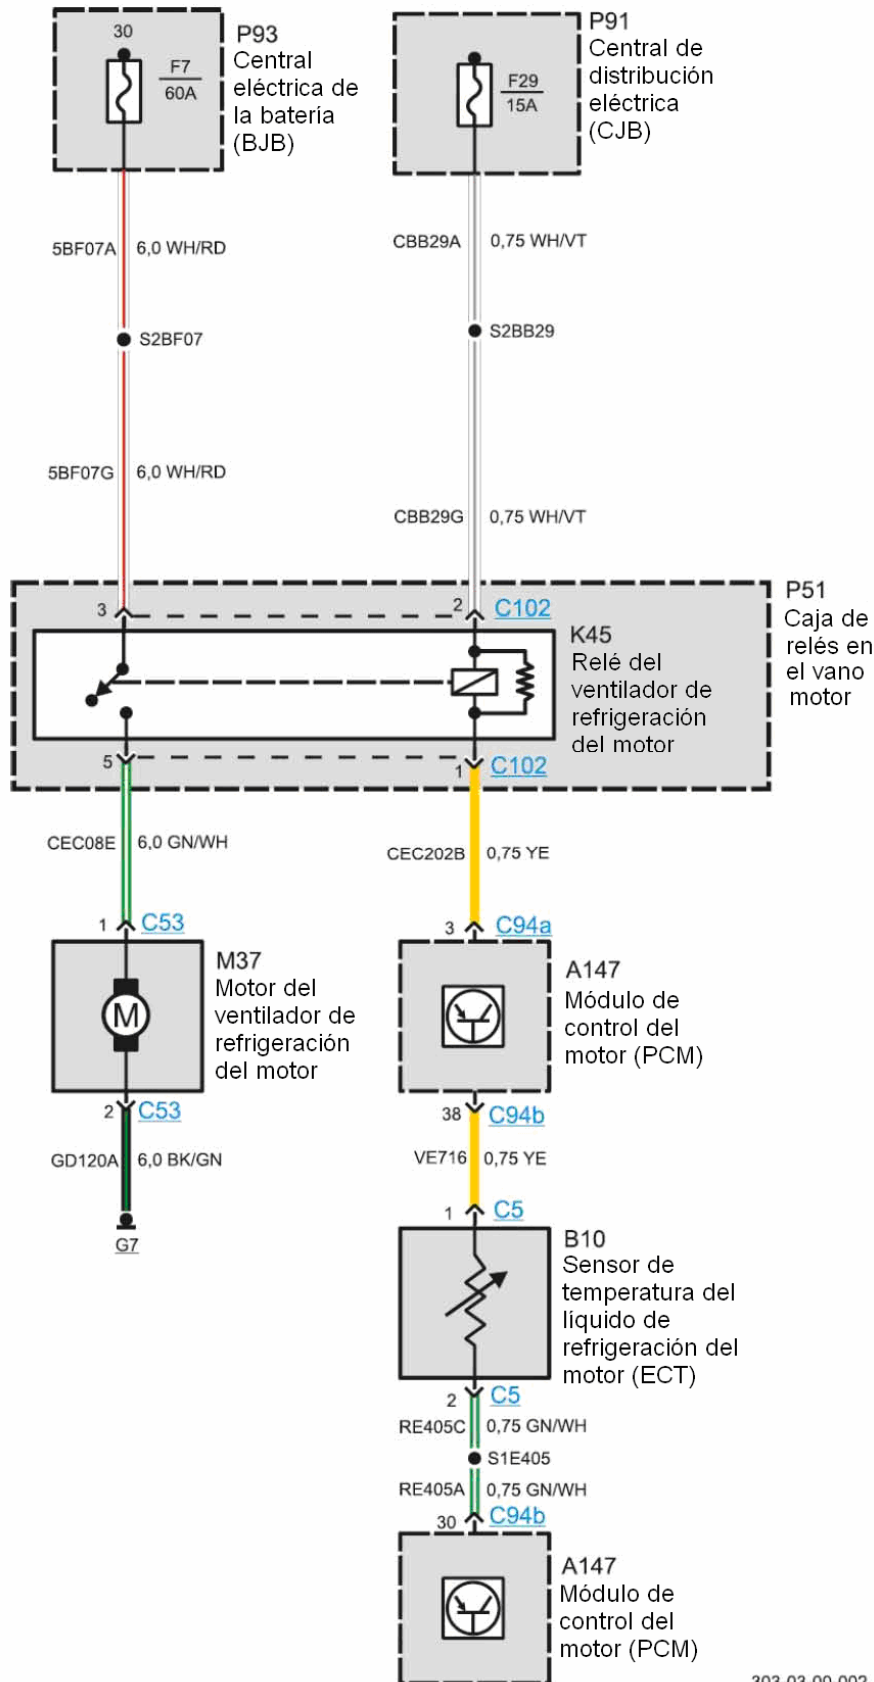 30
F7
60A
P93
Central
eléctrica de
la batería
(BJB)
F29
15A
P91
Central de
distribución
eléctrica
(CJB)
5BF07A
6,0 WH/RD
CBB29A
0,75 WH/VT
S2BF07
S2BB29
5BF07G
6,0 WH/RD
CBB29G
0,75 WH/VT
P51
Caja de
relés en
el vano
motor
3
2
C102
K45
Relé del
ventilador de
refrigeración
del motor
5
1
C102
CEC08E
6,0 GN/WH
CEC202B
0,75 YE
1
C53
3
C94a
M
M37
Motor del
ventilador de
refrigeración
del motor
A147
Módulo de
control del
motor (PCM)
2
C53
38
C94b
GD120A
6,0 BK/GN
VE716
0,75 YE
G7
1
C5
B10
Sensor de
temperatura del
líquido de
refrigeración del
motor (ECT)
2
C5
RE405C
0,75 GN/WH
S1E405
RE405A
0,75 GN/WH
30
C94b
A147
Módulo de
control del
motor (PCM)
303-03-00-002